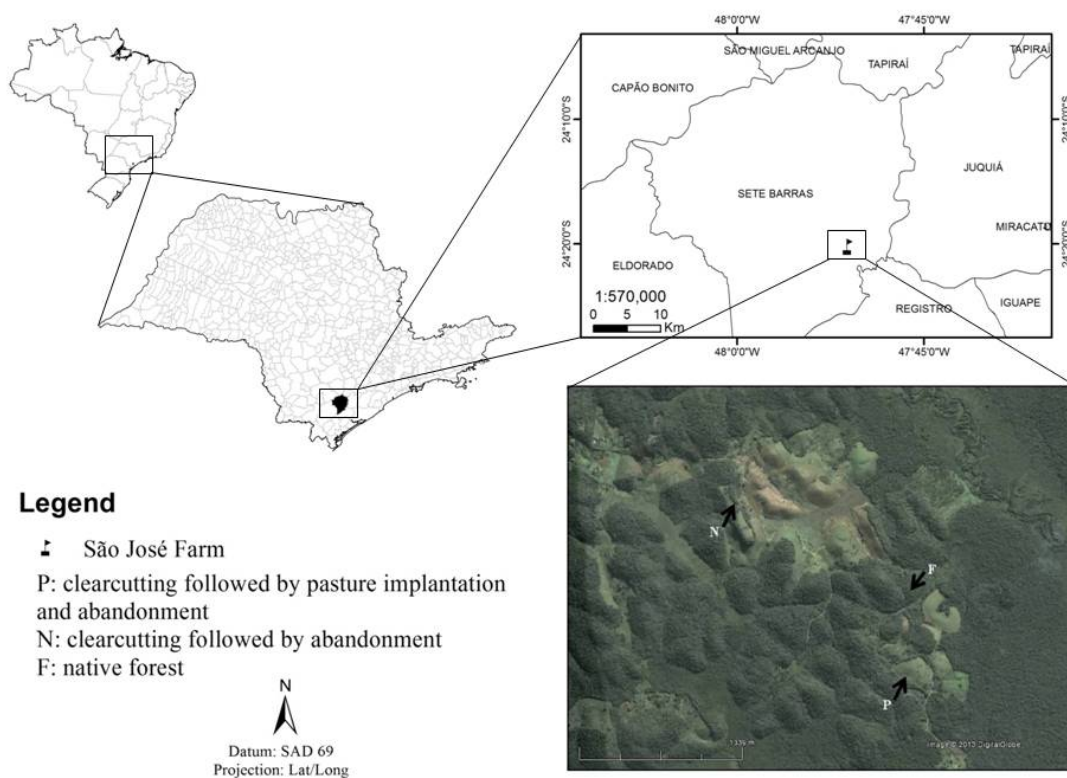 48°0'0"W
47°45'0"W
SÃO MIGUEL ARCANJO
TAPIRAÍ
TAPIRAÍ
CAPÃO BONITO
24°10'0"S
24°10'0"S
JUQUIÁ
SETE BARRAS
MIRACATU
24°20'0"S
24°20'0"S
ELDORADO
1:570,000
REGISTRO
IGUAPE
0 5 10
Km
48°0'0"W
47°45'0"W
N
F
P
Image © 2013 DigitalGlobe
Legend
São José Farm
P: clearcutting followed by pasture implantation
and abandonment
N: clearcutting followed by abandonment
F: native forest
N
Datum: SAD 69
Projection: Lat/Long